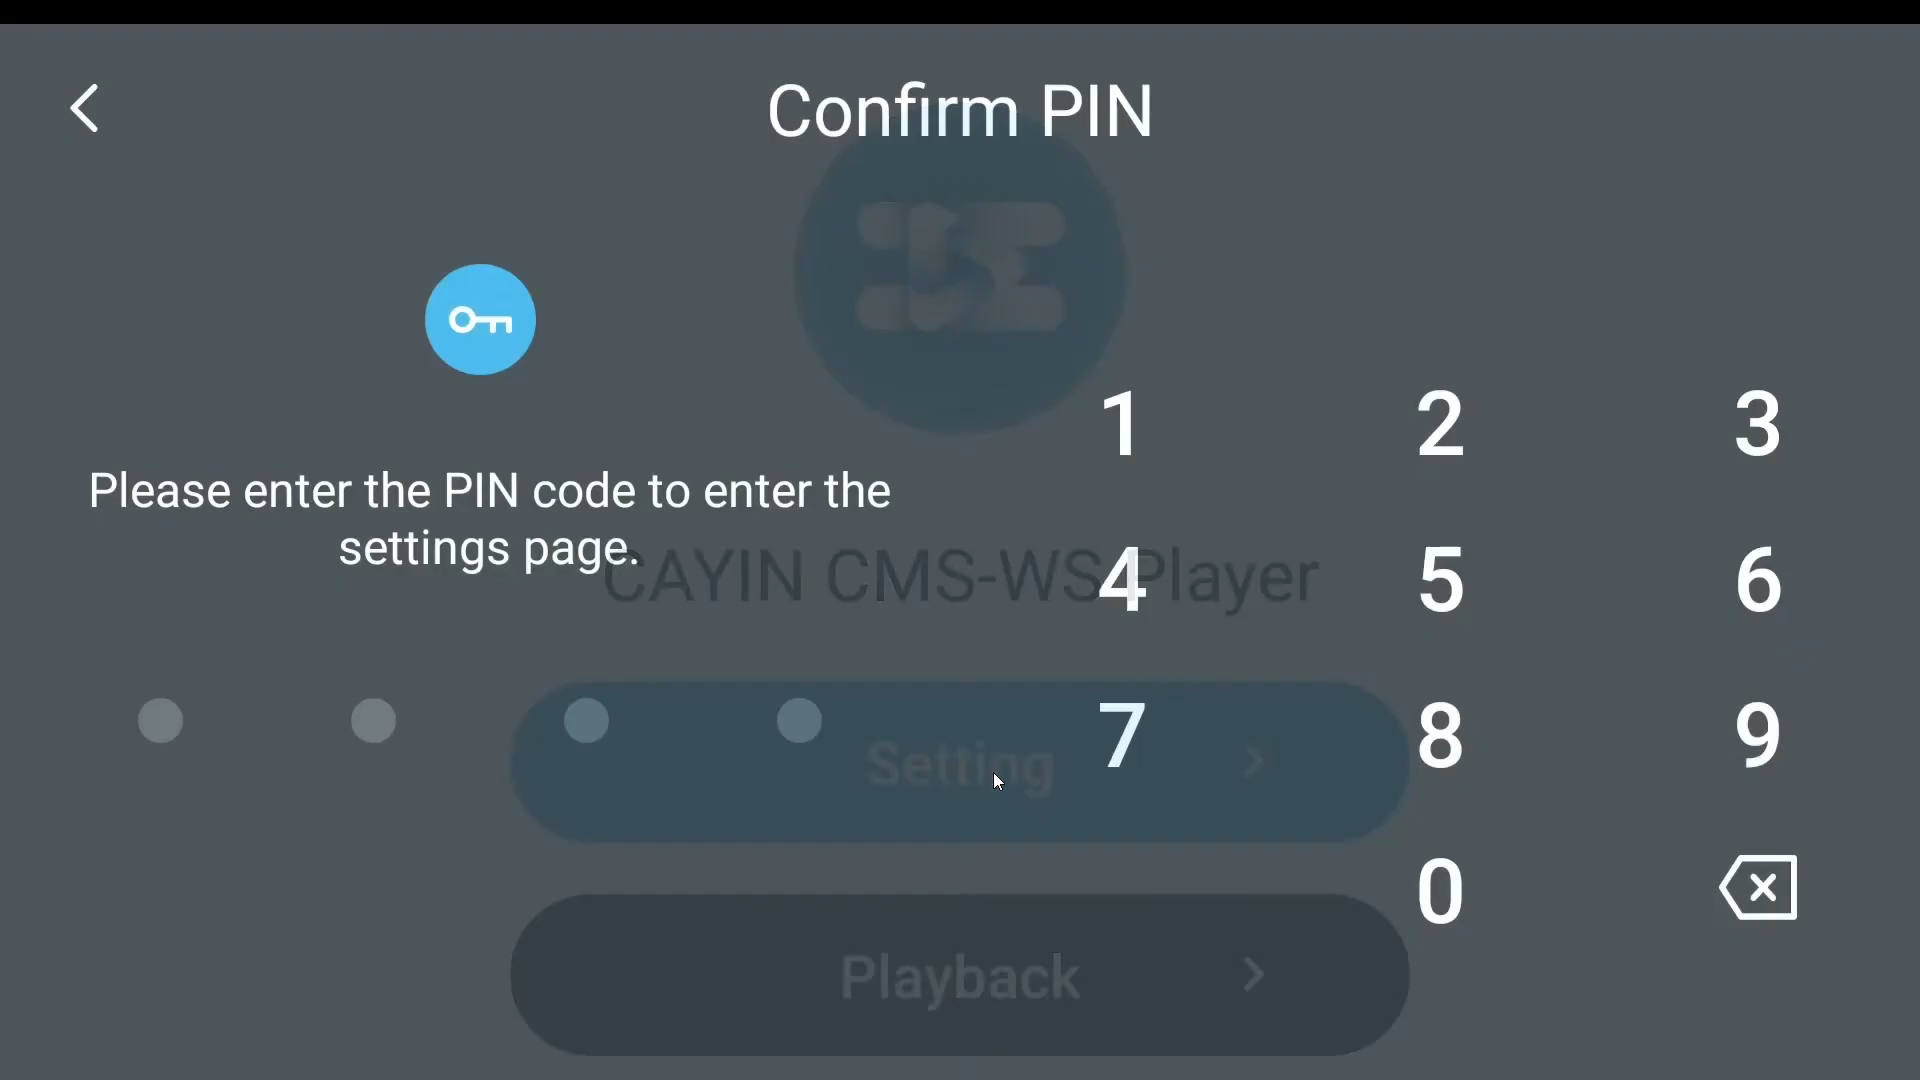 Confirm PIN
Please enter the PIN code to enter the
settings page.
CAYIN CMS-WS Player
1 2 3
4 5 6
7 8 9
0
Setting
Playback